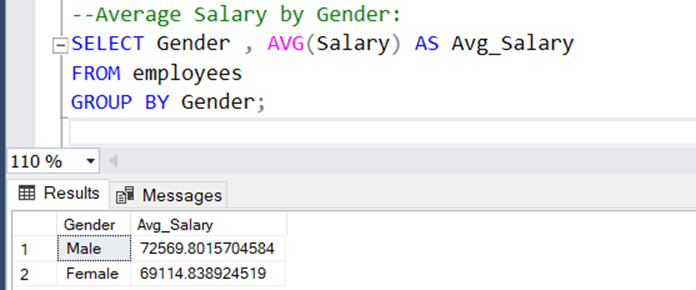 --Average Salary by Gender:
SELECT Gender , AVG(Salary) AS Avg_Salary
FROM employees
GROUP BY Gender;
110 %
Results Messages
Gender Avg_Salary
1 Male 72569.8015704584
2 Female 69114.838924519